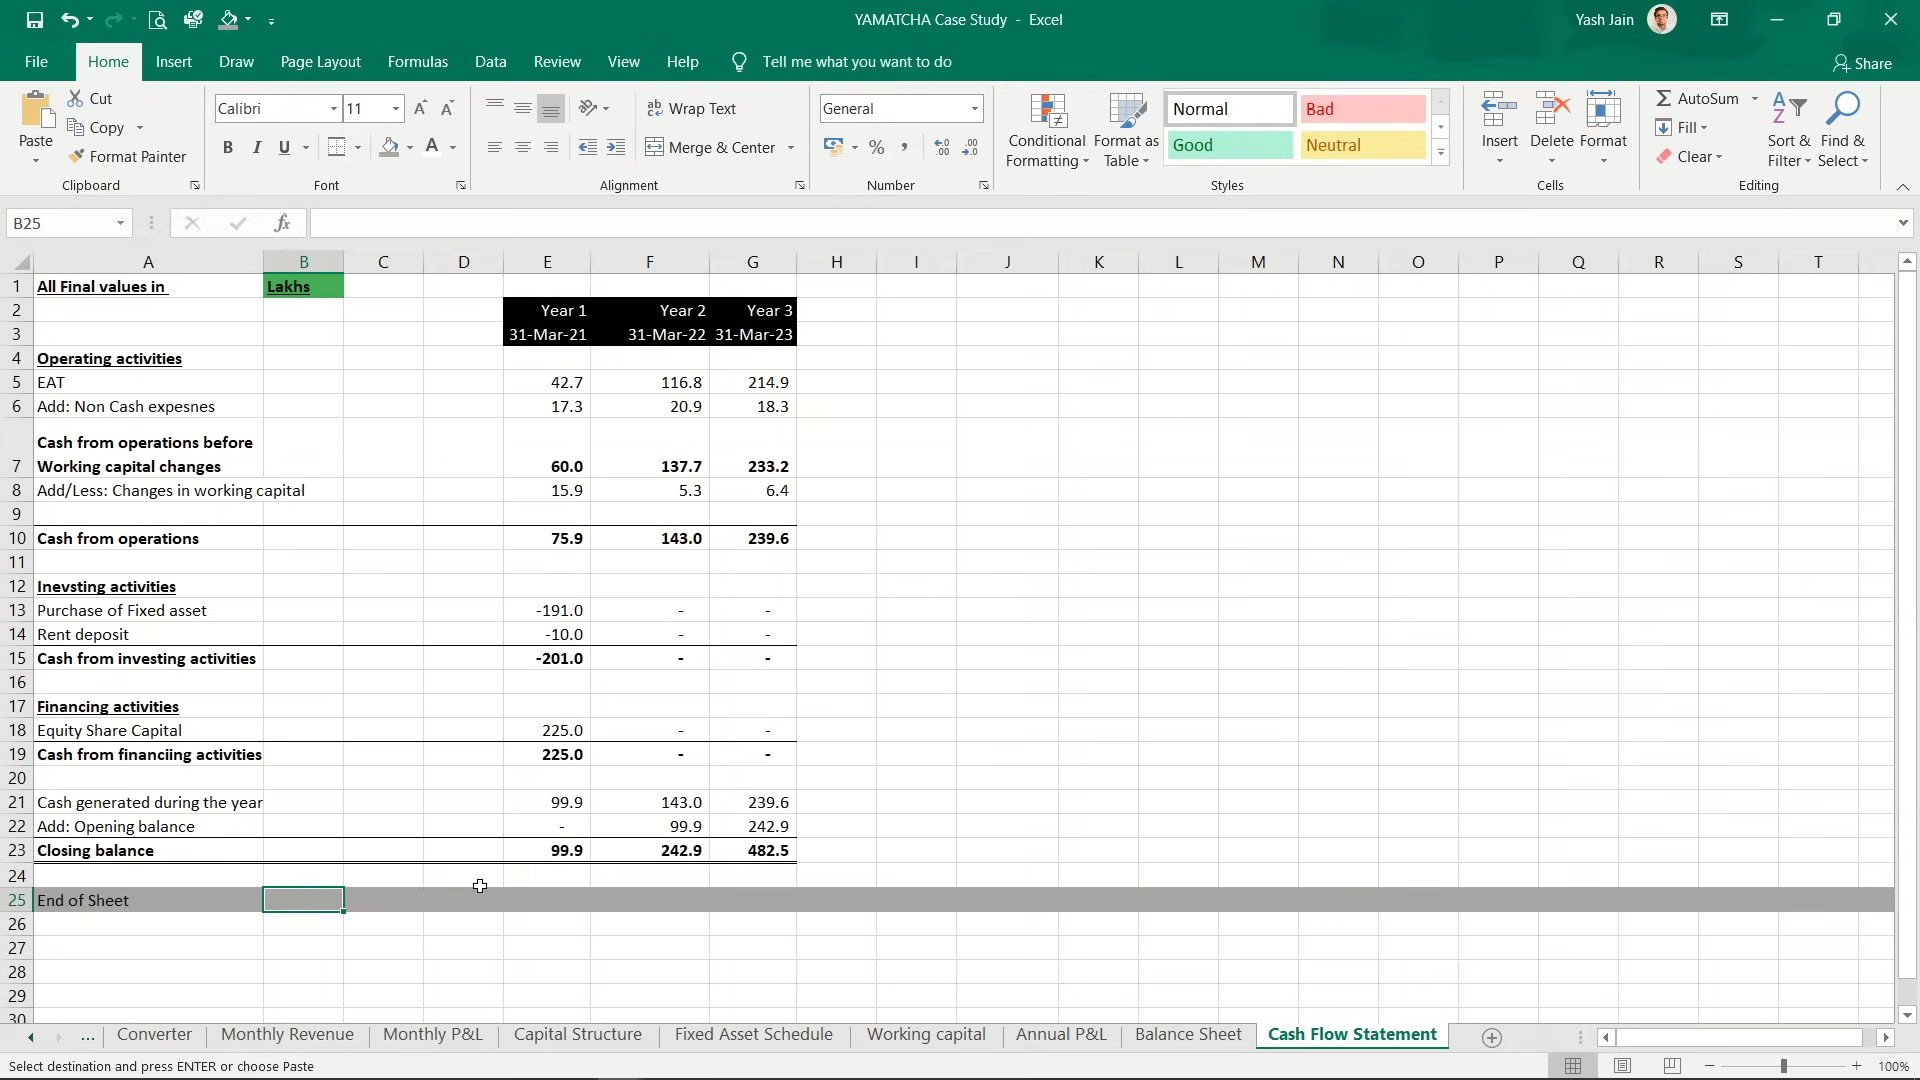 YAMATCHA Case Study - Excel
Yash Jain
File Home Insert Draw Page Layout Formulas Data Review View Help Tell me what you want to do
Share
Paste
Cut
Copy
Format Painter
Clipboard
Calibri 11
B I U
Font
Wrap Text
Merge & Center
Alignment
General
Number
Conditional Formatting
Format as Table
Normal Bad
Good Neutral
Styles
Insert Delete Format
Cells
AutoSum
Fill
Clear
Sort & Filter
Find & Select
Editing
B25
fx
A B C D E F G H I J K L M N O P Q R S T
1 All Final values in Lakhs
2 Year 1 Year 2 Year 3
3 31-Mar-21 31-Mar-22 31-Mar-23
4 Operating activities
5 EAT 42.7 116.8 214.9
6 Add: Non Cash expesnes 17.3 20.9 18.3
Cash from operations before
7 Working capital changes 60.0 137.7 233.2
8 Add/Less: Changes in working capital 15.9 5.3 6.4
9
10 Cash from operations 75.9 143.0 239.6
11
12 Inevsting activities
13 Purchase of Fixed asset -191.0 - -
14 Rent deposit -10.0 - -
15 Cash from investing activities -201.0 - -
16
17 Financing activities
18 Equity Share Capital 225.0 - -
19 Cash from financiing activities 225.0 - -
20
21 Cash generated during the year 99.9 143.0 239.6
22 Add: Opening balance - 99.9 242.9
23 Closing balance 99.9 242.9 482.5
24
25 End of Sheet
26
27
28
29
30
... Converter Monthly Revenue Monthly P&L Capital Structure Fixed Asset Schedule Working capital Annual P&L Balance Sheet Cash Flow Statement
Select destination and press ENTER or choose Paste
100%